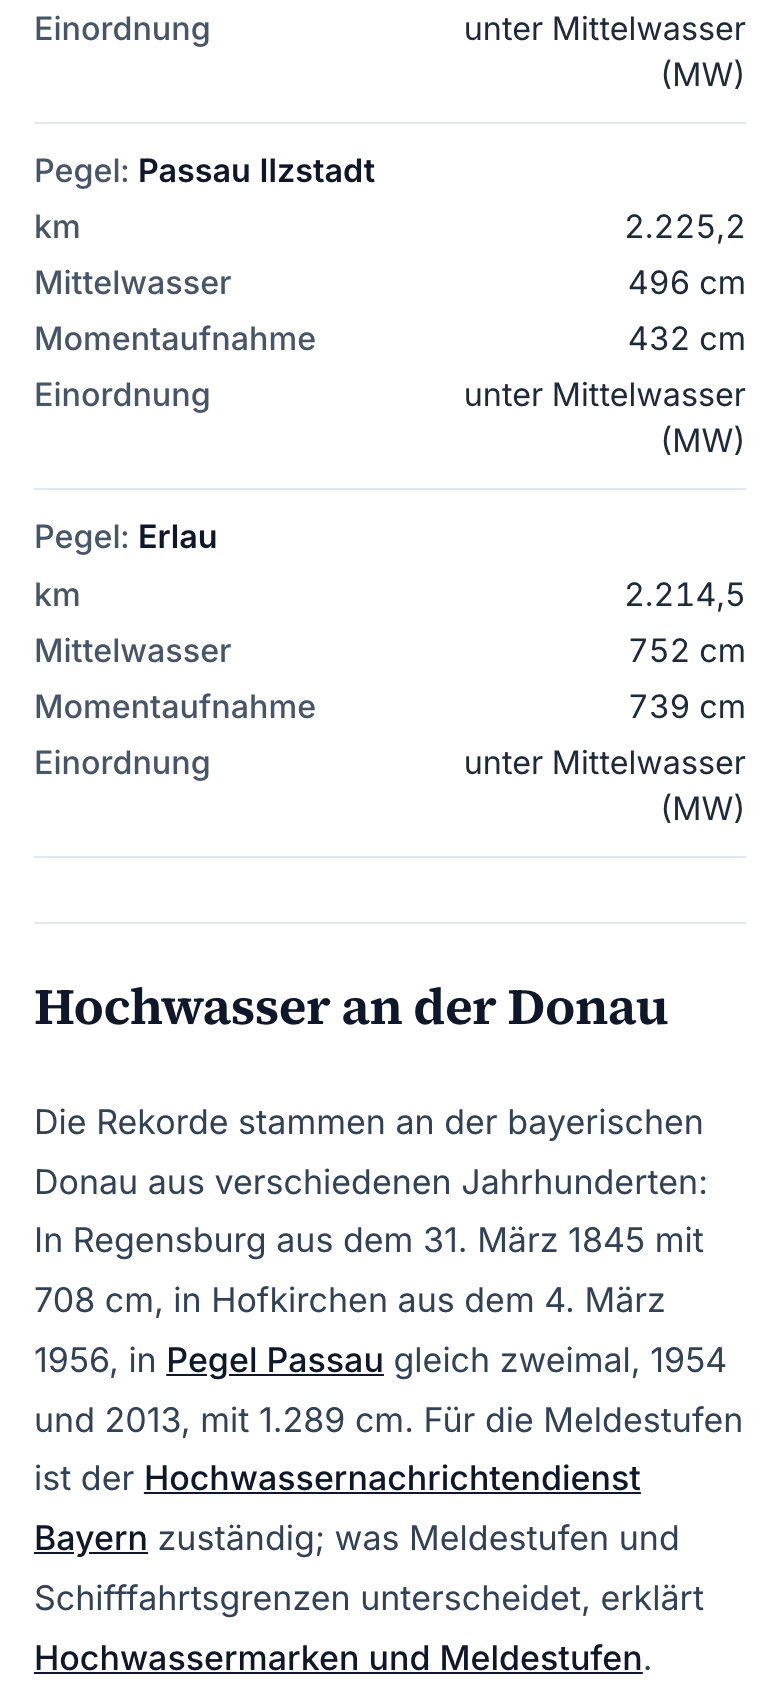 Einordnung unter Mittelwasser
(MW)
Pegel: Passau Ilzstadt
km 2.225,2
Mittelwasser 496 cm
Momentaufnahme 432 cm
Einordnung unter Mittelwasser
(MW)
Pegel: Erlau
km 2.214,5
Mittelwasser 752 cm
Momentaufnahme 739 cm
Einordnung unter Mittelwasser
(MW)
Hochwasser an der Donau
Die Rekorde stammen an der bayerischen
Donau aus verschiedenen Jahrhunderten:
In Regensburg aus dem 31. März 1845 mit
708 cm, in Hofkirchen aus dem 4. März
1956, in Pegel Passau gleich zweimal, 1954
und 2013, mit 1.289 cm. Für die Meldestufen
ist der Hochwassernachrichtendienst
Bayern zuständig; was Meldestufen und
Schifffahrtsgrenzen unterscheidet, erklärt
Hochwassermarken und Meldestufen.